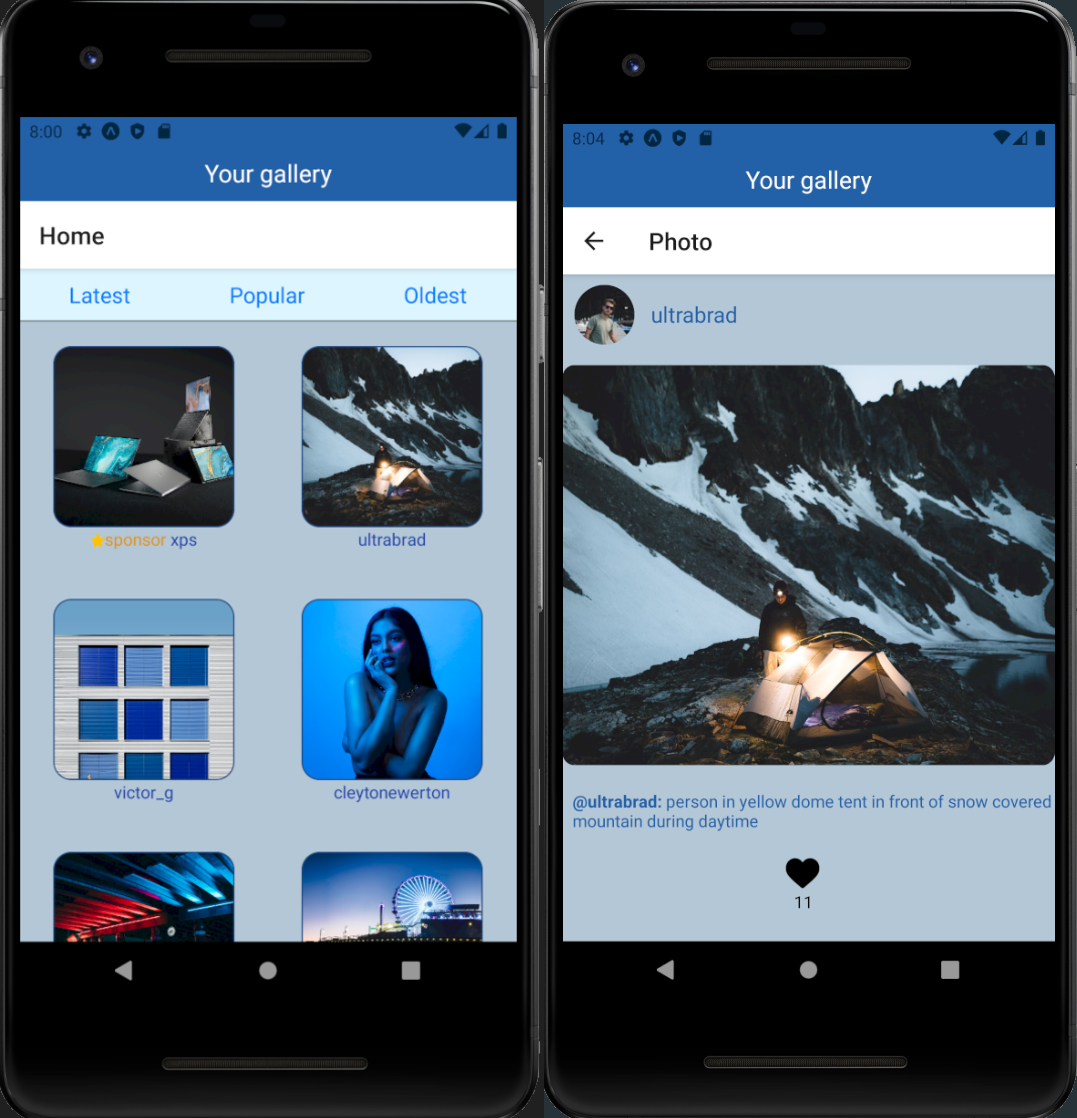 8:00
Your gallery
Home
Latest Popular Oldest
sponsor xps
ultrabrad
victor_g
cleytonewerton
8:04
Your gallery
Photo
ultrabrad
@ultrabrad: person in yellow dome tent in front of snow covered
mountain during daytime
11